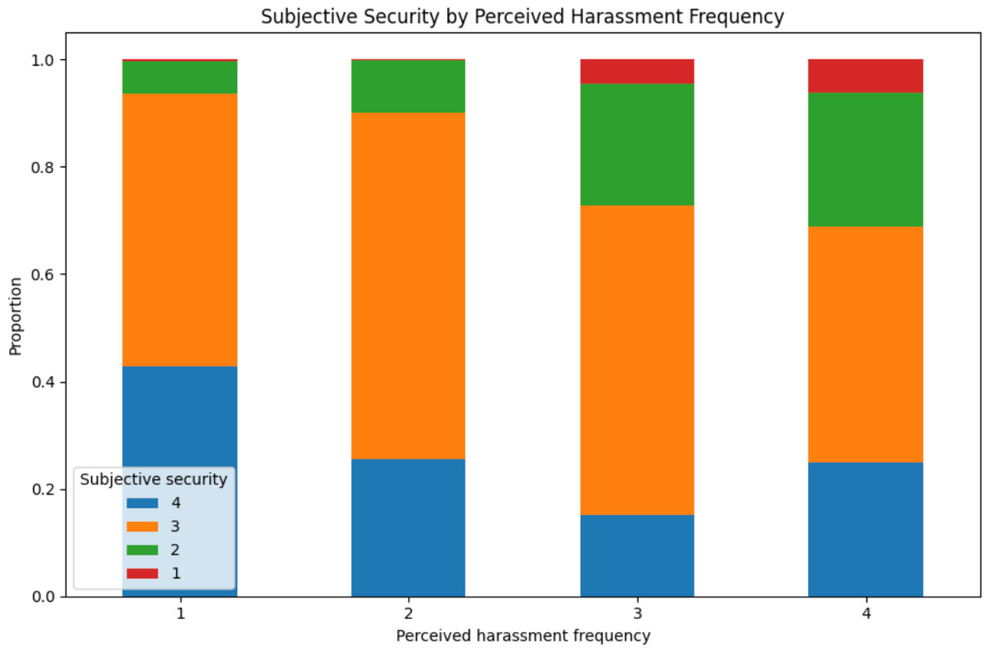 Subjective Security by Perceived Harassment Frequency
1.0
0.8
0.6
0.4
0.2
0.0
Proportion
Subjective security
4
3
2
1
1 2 3 4
Perceived harassment frequency